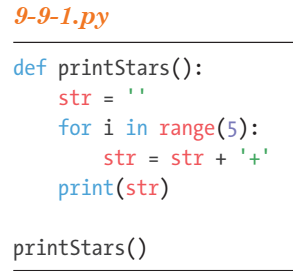 9-9-1.py
def printStars():
    str = ''
    for i in range(5):
        str = str + '+'
    print(str)
printStars()